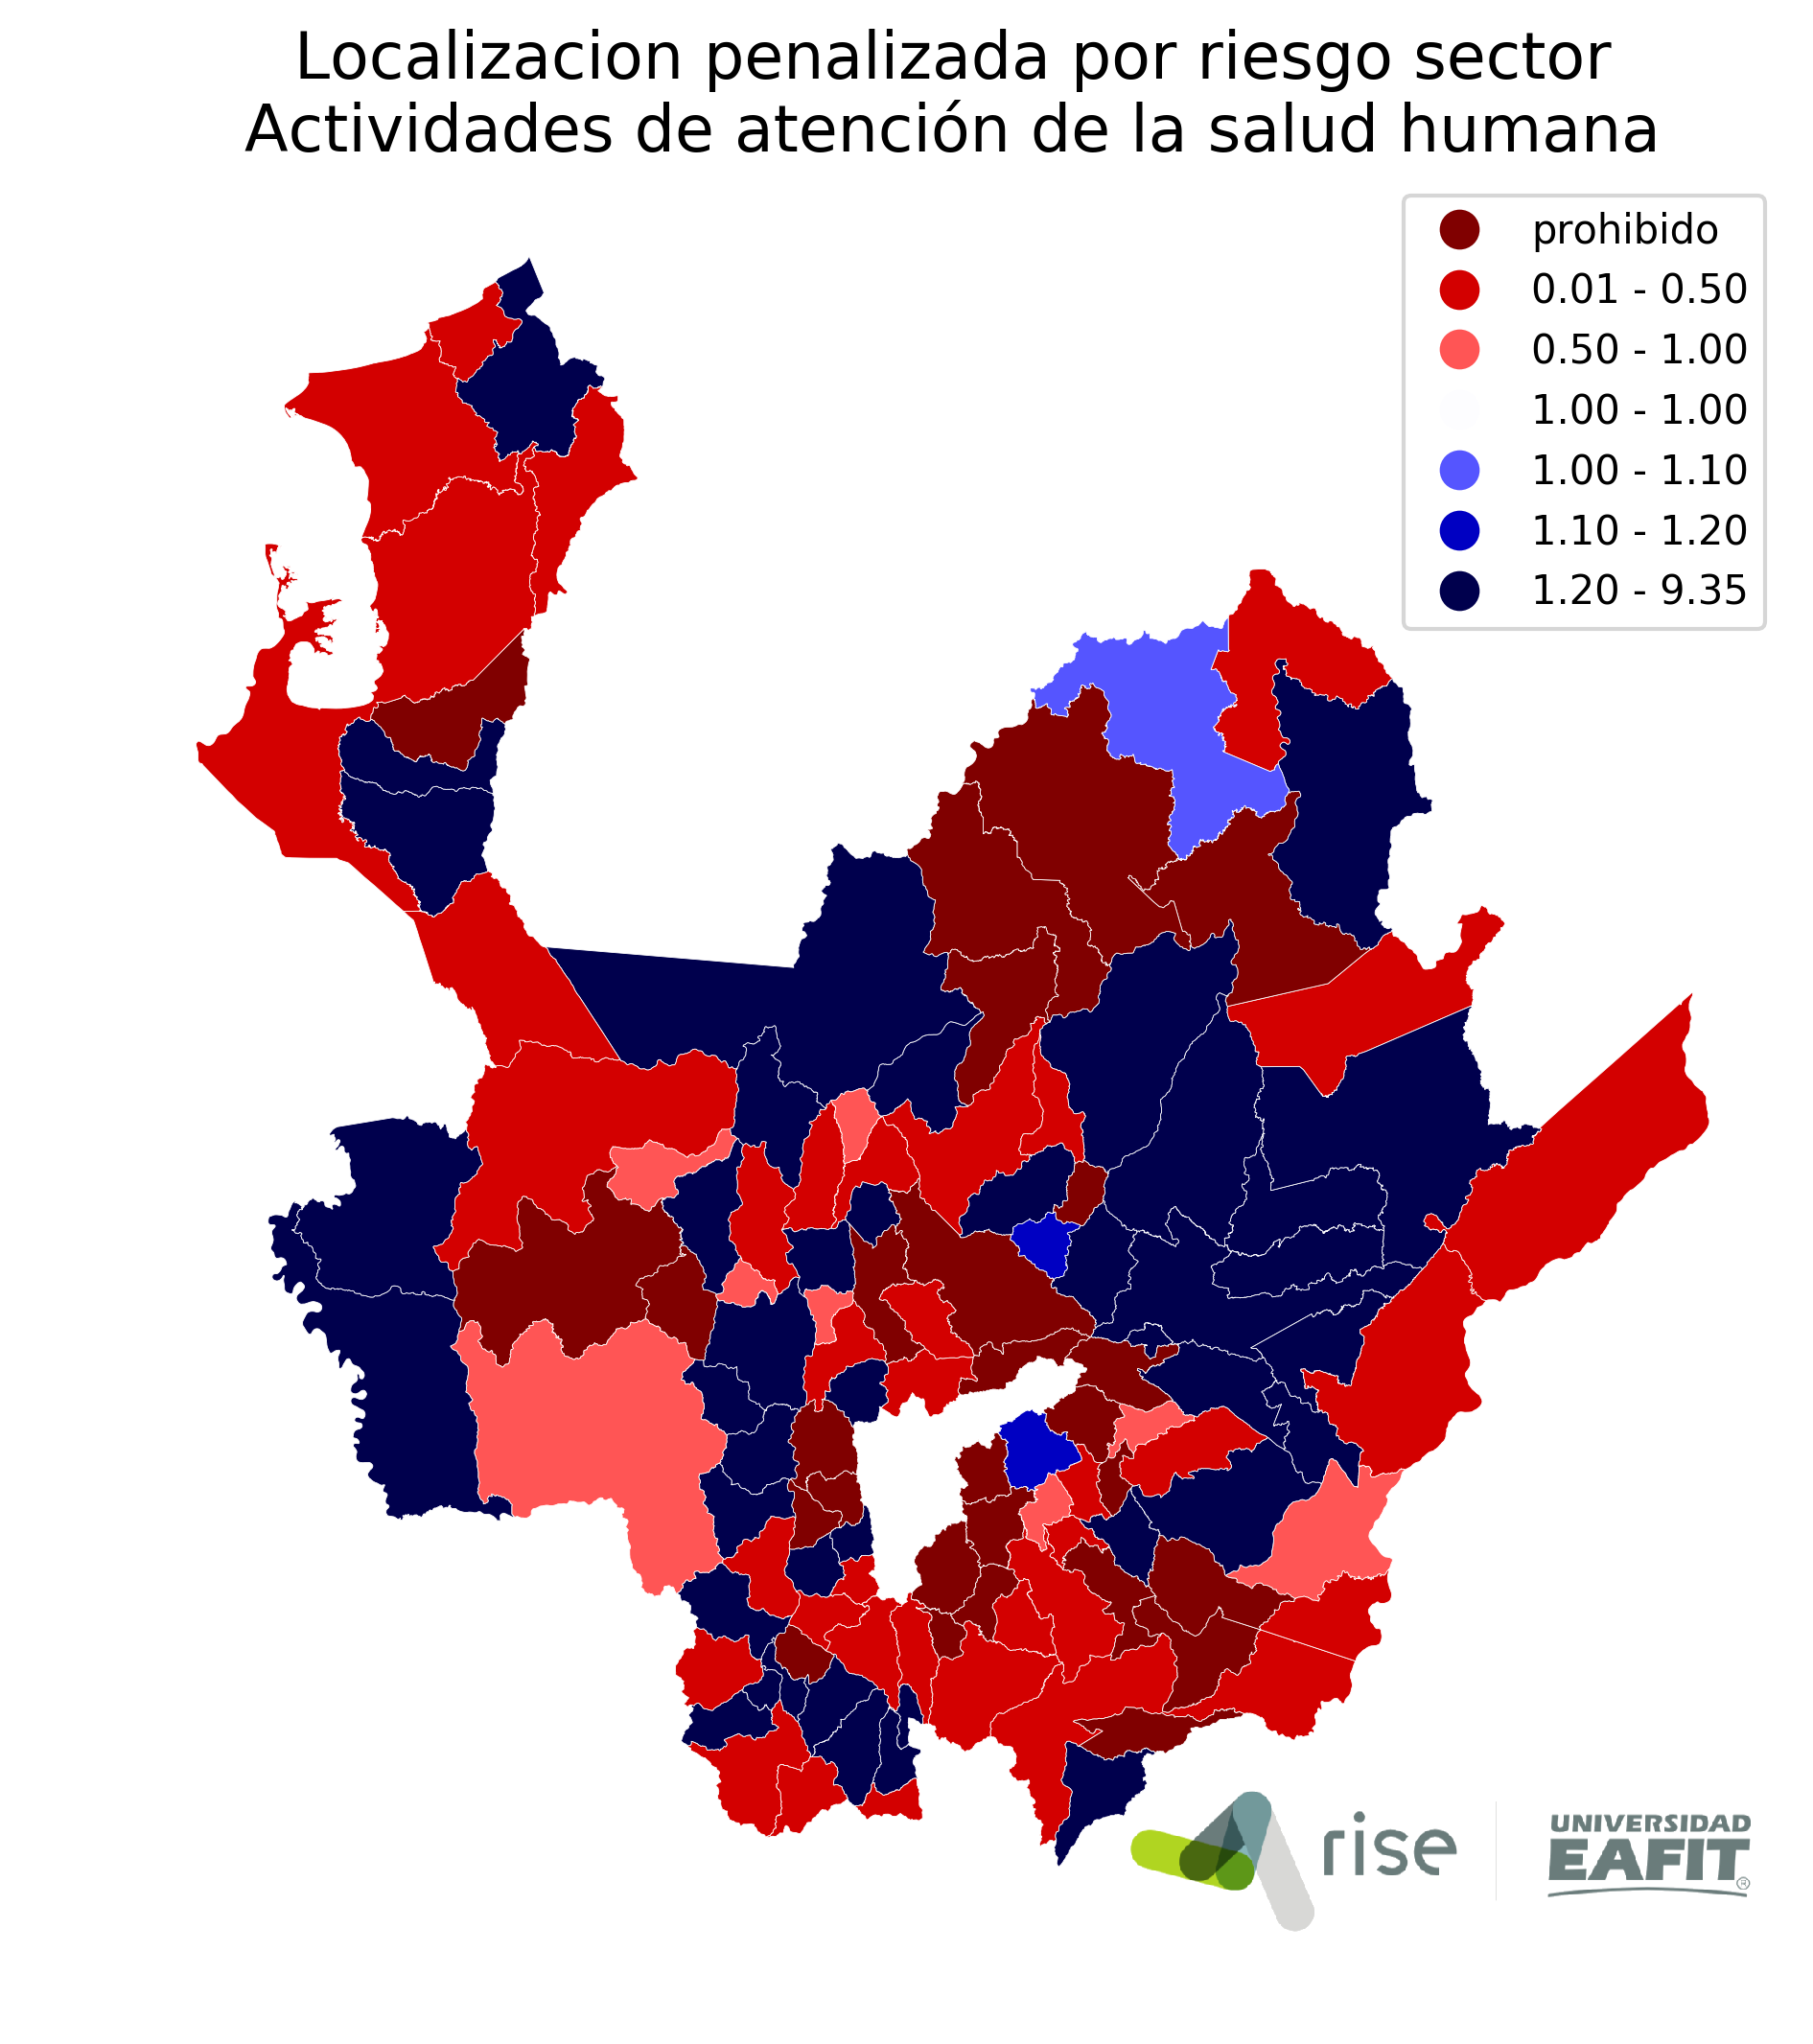 Localizacion penalizada por riesgo sector
Actividades de atención de la salud humana
prohibido
0.01 - 0.50
0.50 - 1.00
1.00 - 1.00
1.00 - 1.10
1.10 - 1.20
1.20 - 9.35
rise
UNIVERSIDAD
EAFIT®